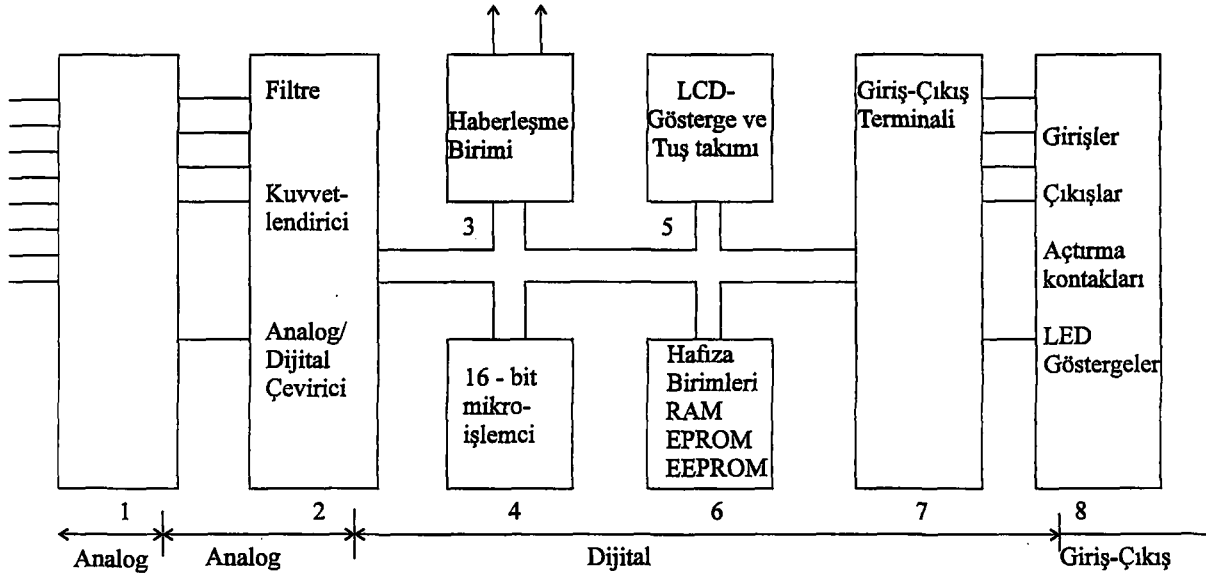 Filtre
Kuvvet-
lendirici
Analog/
Dijital
Çevirici
Haberleşme
Birimi
3
LCD-
Gösterge ve
Tuş takımı
5
16 - bit
mikro-
işlemci
Hafıza
Birimleri
RAM
EPROM
EEPROM
Giriş-Çıkış
Terminali
Girişler
Çıkışlar
Açtırma
kontakları
LED
Göstergeler
1
2
4
6
7
8
Analog
Analog
Dijital
Giriş-Çıkış